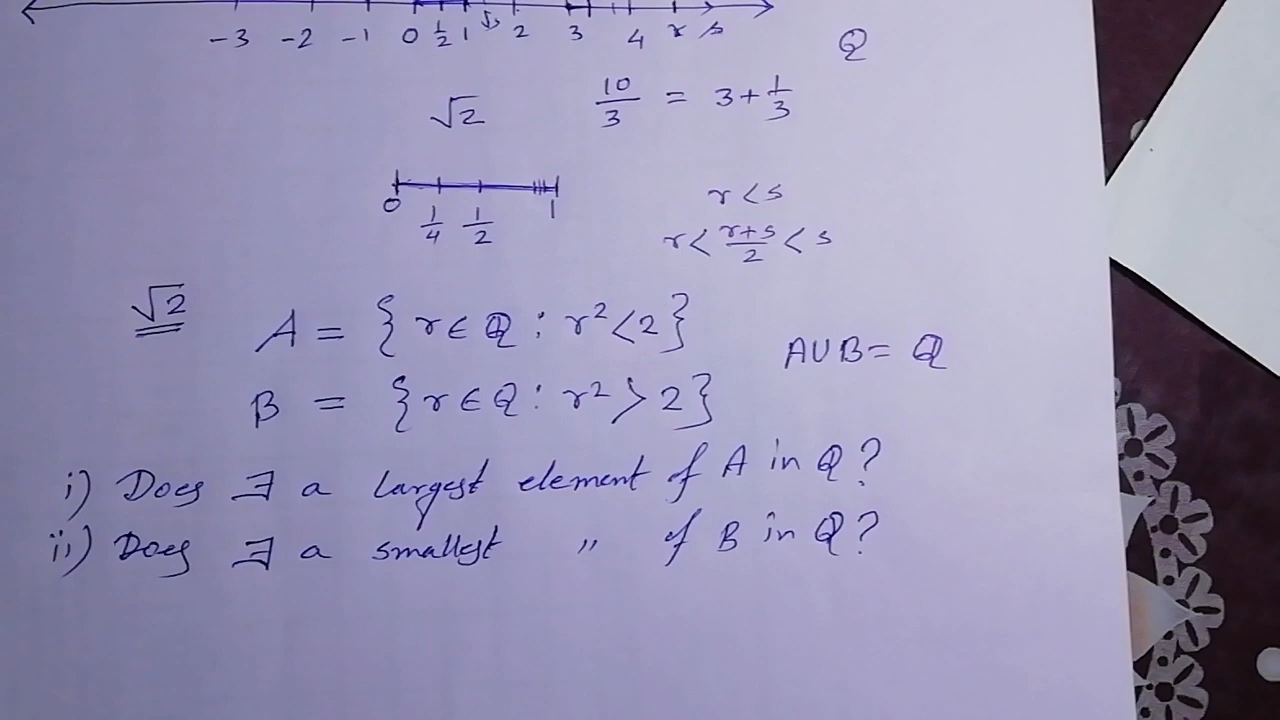 -3 -2 -1 0 1/2 1 √2 2 3 4 r s
Q
√2 10/3 = 3+1/3
0 1/4 1/2 1
r<s
r< (r+s)/2 < s
√2
A = {r∈Q : r²<2}
AUB= Q
B = {r∈Q : r²>2}
i) Does ∃ a largest element of A in Q?
ii) Does ∃ a smallest " of B in Q?